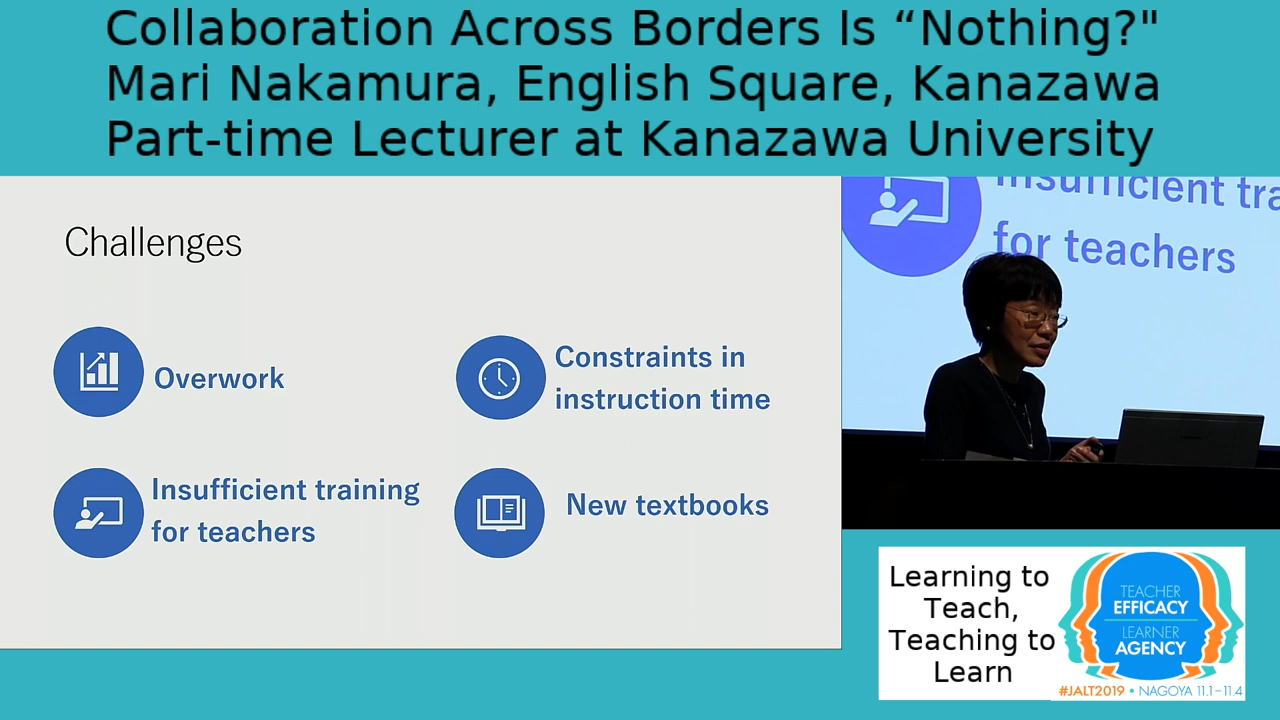 Collaboration Across Borders Is “Nothing?"
Mari Nakamura, English Square, Kanazawa
Part-time Lecturer at Kanazawa University
Challenges
Overwork
Constraints in
instruction time
Insufficient training
for teachers
New textbooks
Insufficient tra
for teachers
Learning to
Teach,
Teaching to
Learn
TEACHER
EFFICACY
LEARNER
AGENCY
#JALT2019 • NAGOYA 11.1–11.4